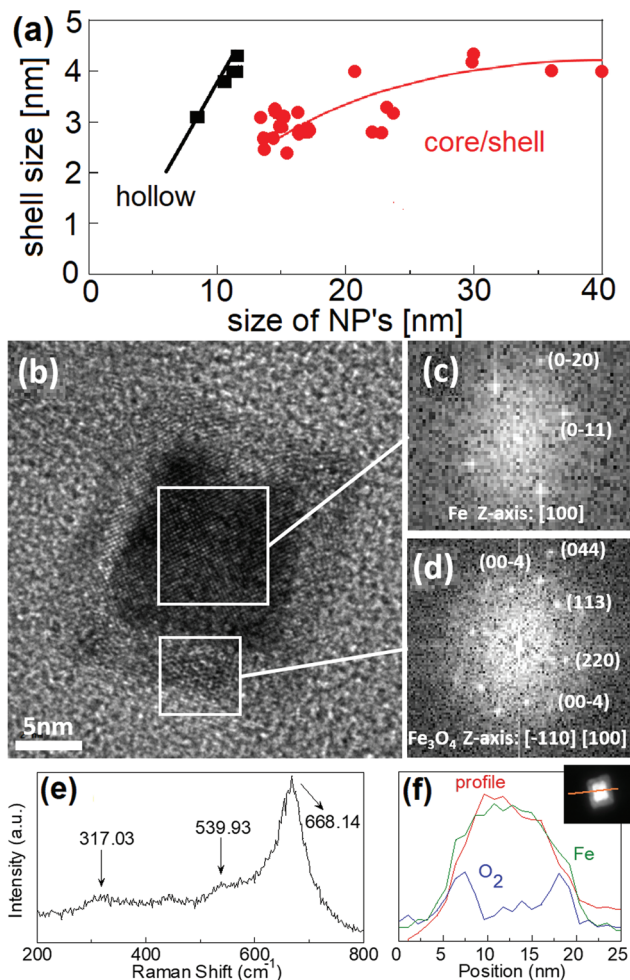 (a)
5
4
3
2
1
0
shell size [nm]
hollow
core/shell
0
10
20
30
40
size of NP's [nm]
(b)
5nm
(c)
(0-20)
(0-11)
Fe Z-axis: [100]
(d)
(00-4)
(044)
(113)
(220)
(00-4)
Fe₃O₄ Z-axis: [-110] [100]
(e)
317.03
539.93
668.14
Intensity (a.u.)
200
400
600
800
Raman Shift (cm⁻¹)
(f)
profile
Fe
O₂
0
5
10
15
20
25
Position (nm)